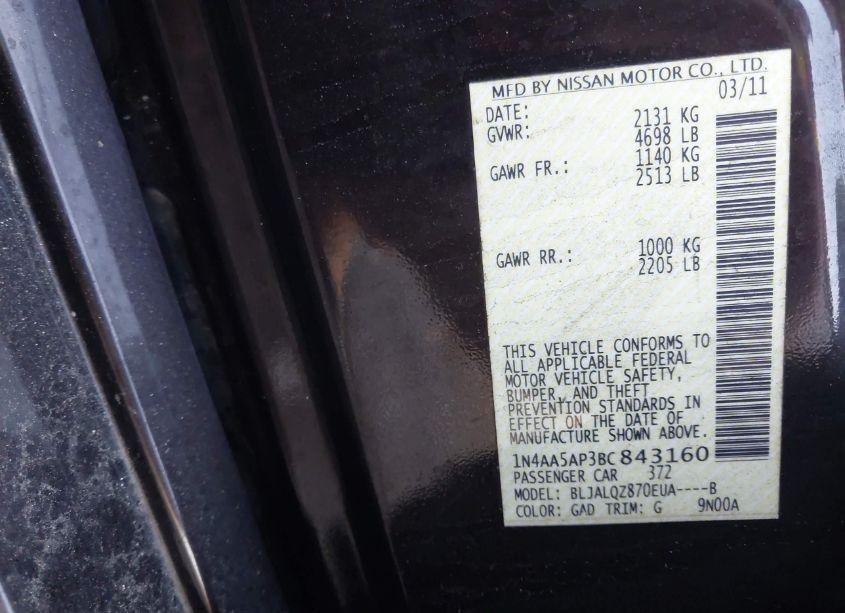 MFD BY NISSAN MOTOR CO., LTD.
DATE: 03/11
GVWR: 2131 KG
4698 LB
GAWR FR.: 1140 KG
2513 LB
GAWR RR.: 1000 KG
2205 LB
THIS VEHICLE CONFORMS TO
ALL APPLICABLE FEDERAL
MOTOR VEHICLE SAFETY,
BUMPER, AND THEFT
PREVENTION STANDARDS IN
EFFECT ON THE DATE OF
MANUFACTURE SHOWN ABOVE.
1N4AA5AP3BC843160
PASSENGER CAR 372
MODEL: BLJALQZ870EUA----B
COLOR: GAD TRIM: G 9N00A